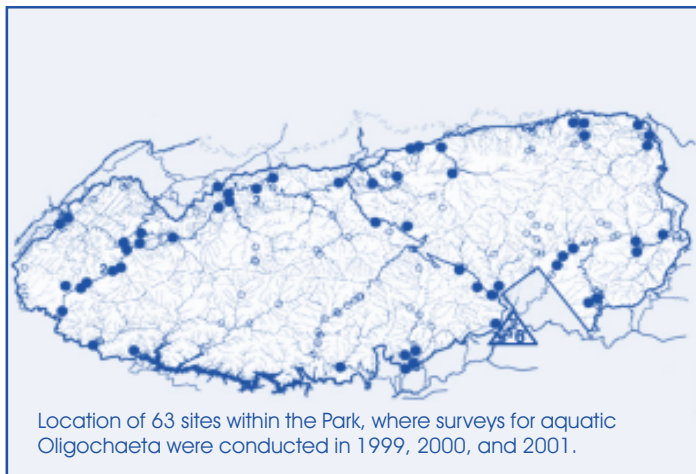 Location of 63 sites within the Park, where surveys for aquatic
Oligochaeta were conducted in 1999, 2000, and 2001.